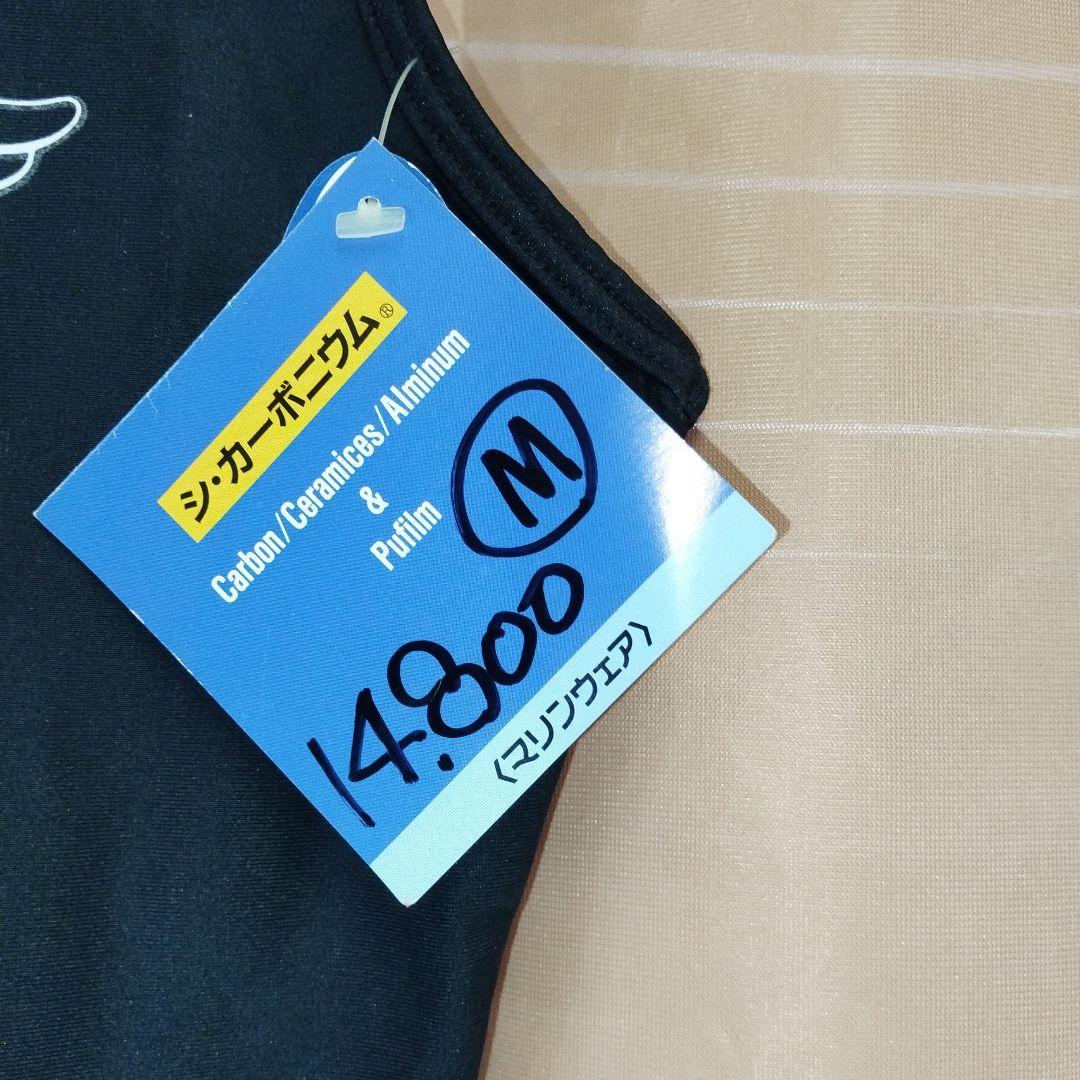 シ・カーボニウム®
Carbon/Ceramices/Alminum
&
Pufilm
M
14.800
〈マリンウェア〉